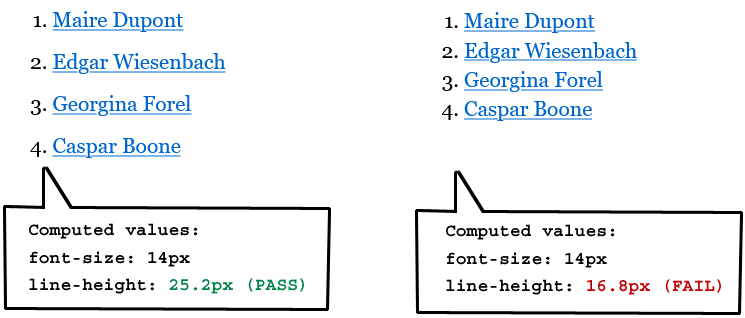 1. Maire Dupont
2. Edgar Wiesenbach
3. Georgina Forel
4. Caspar Boone
Computed values:
font-size: 14px
line-height: 25.2px (PASS)
1. Maire Dupont
2. Edgar Wiesenbach
3. Georgina Forel
4. Caspar Boone
Computed values:
font-size: 14px
line-height: 16.8px (FAIL)